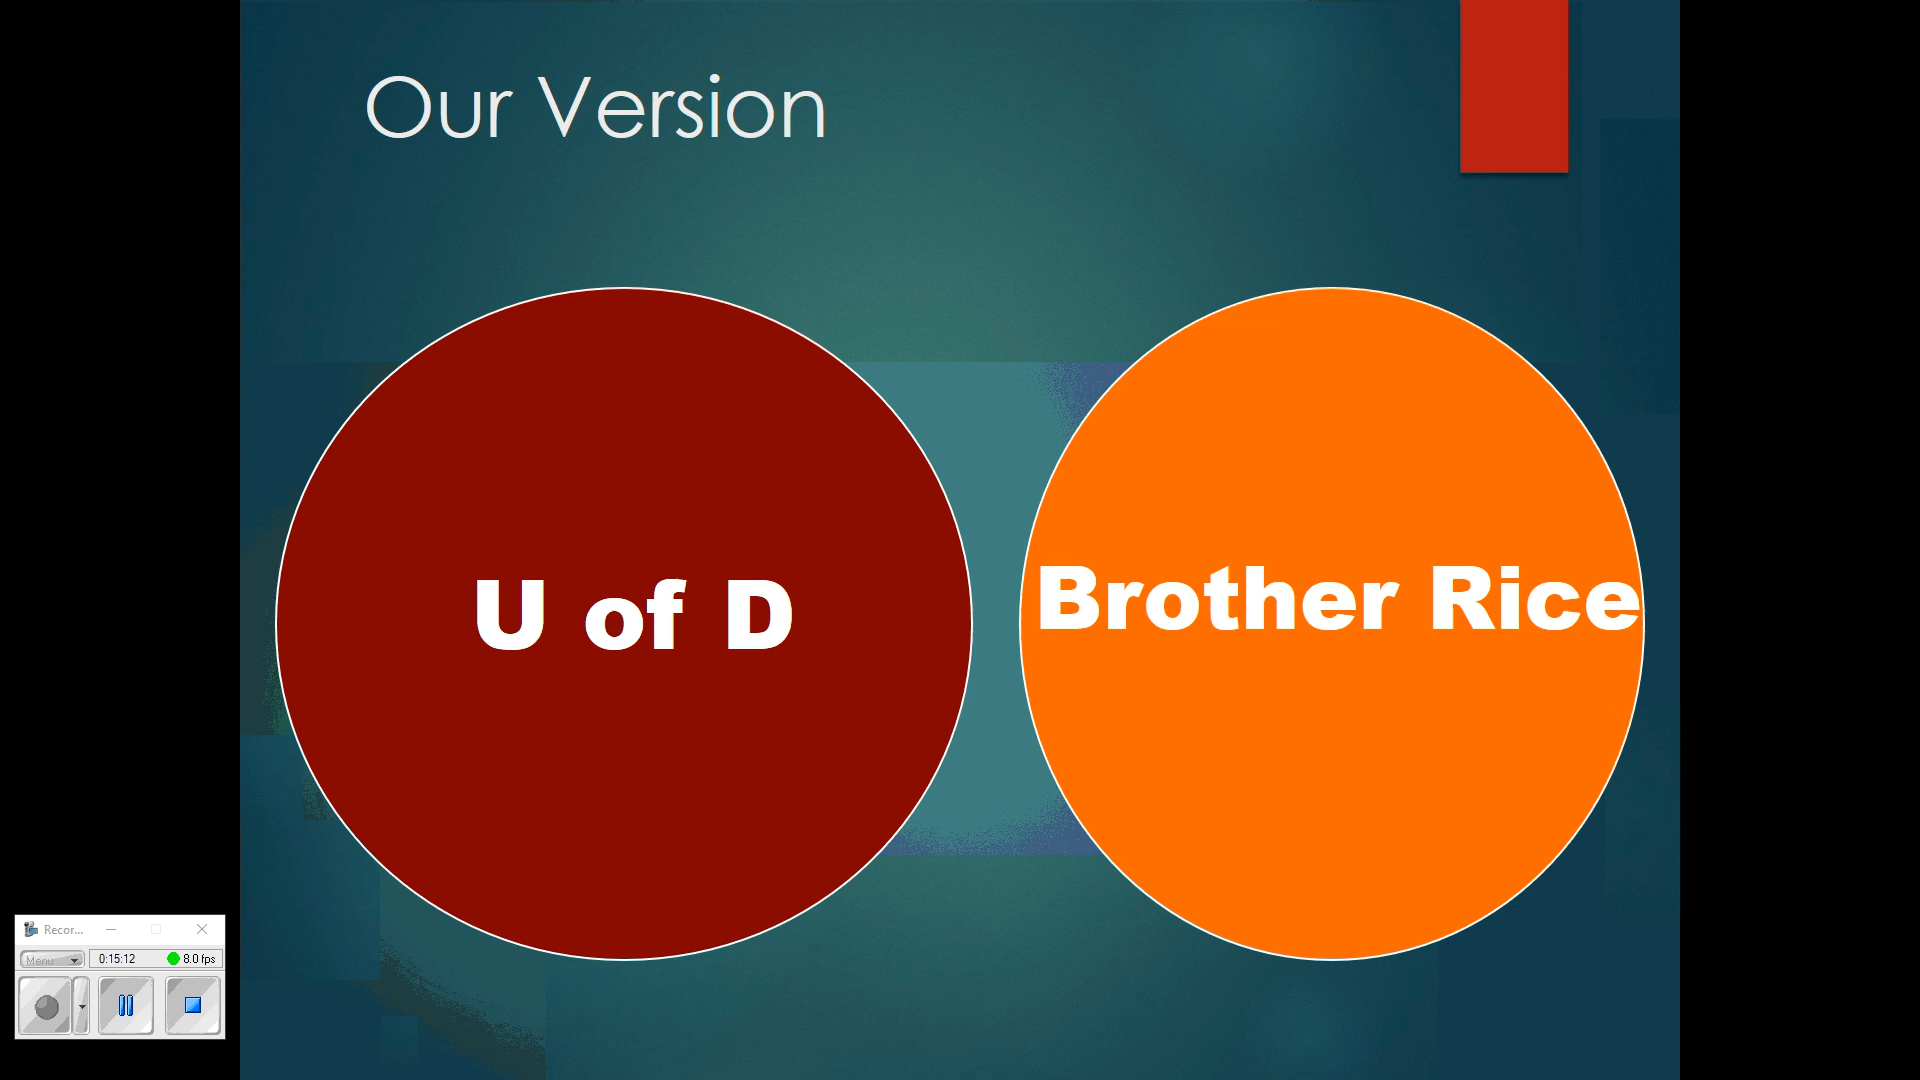 Our Version
U of D
Brother Rice
Recor...
Menu
0:15:12
8.0 fps